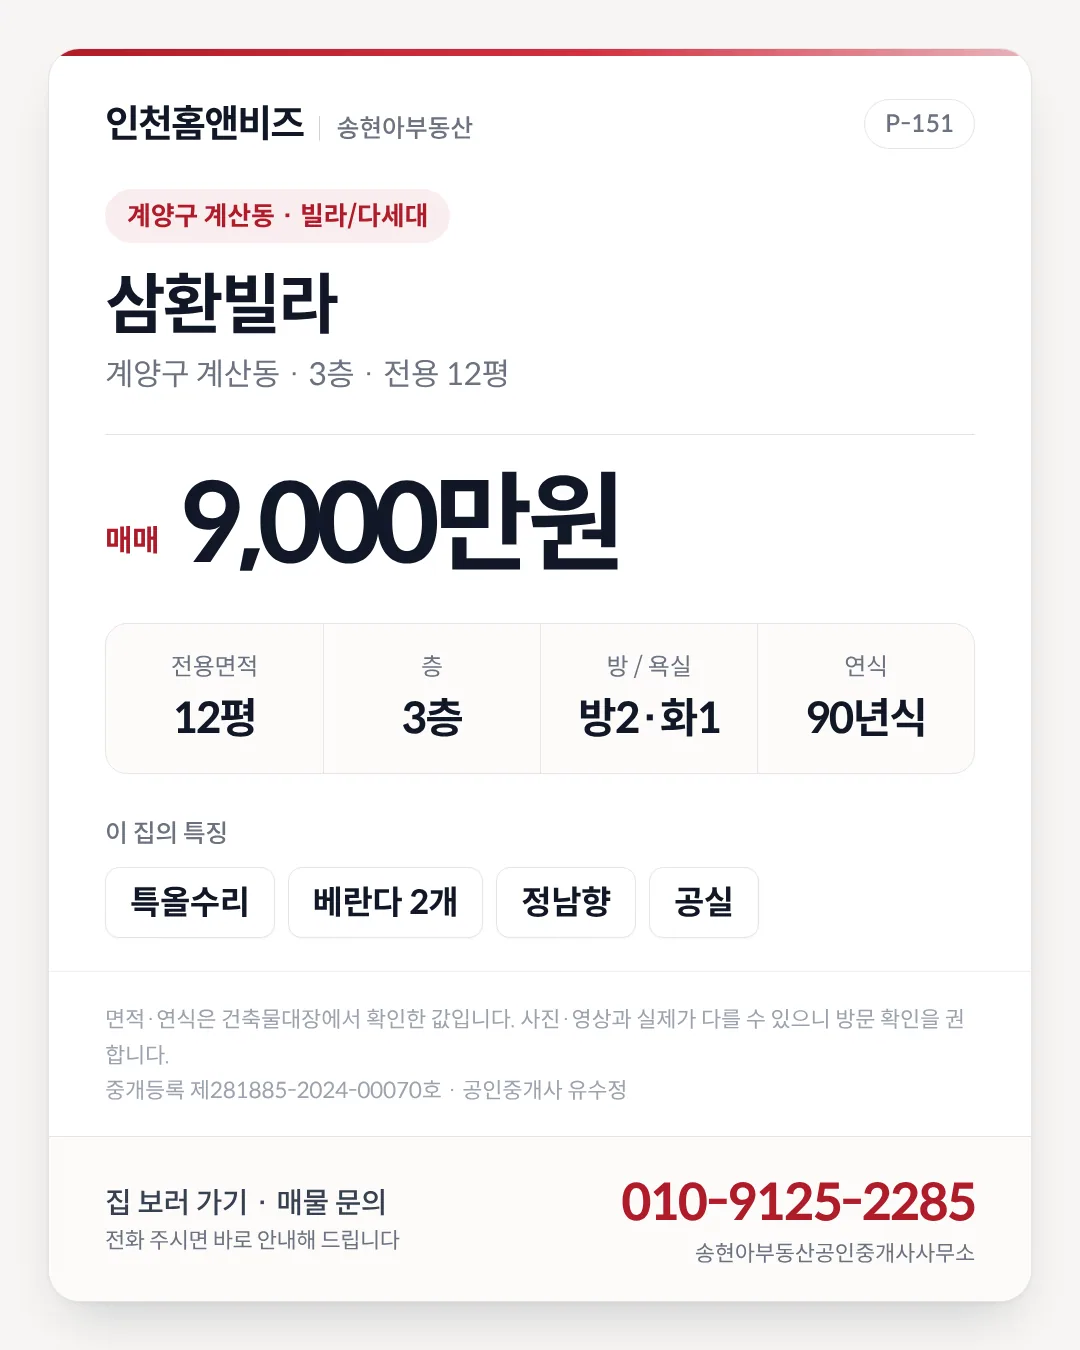 인천홈앤비즈 | 송현아부동산
P-151
계양구 계산동 · 빌라/다세대
삼환빌라
계양구 계산동 · 3층 · 전용 12평
매매 9,000만원
전용면적 층 방 / 욕실 연식
12평 3층 방2·화1 90년식
이 집의 특징
특올수리 베란다 2개 정남향 공실
면적·연식은 건축물대장에서 확인한 값입니다. 사진·영상과 실제가 다를 수 있으니 방문 확인을 권
합니다.
중개등록 제281885-2024-00070호 · 공인중개사 유수정
집 보러 가기 · 매물 문의
전화 주시면 바로 안내해 드립니다
010-9125-2285
송현아부동산공인중개사사무소